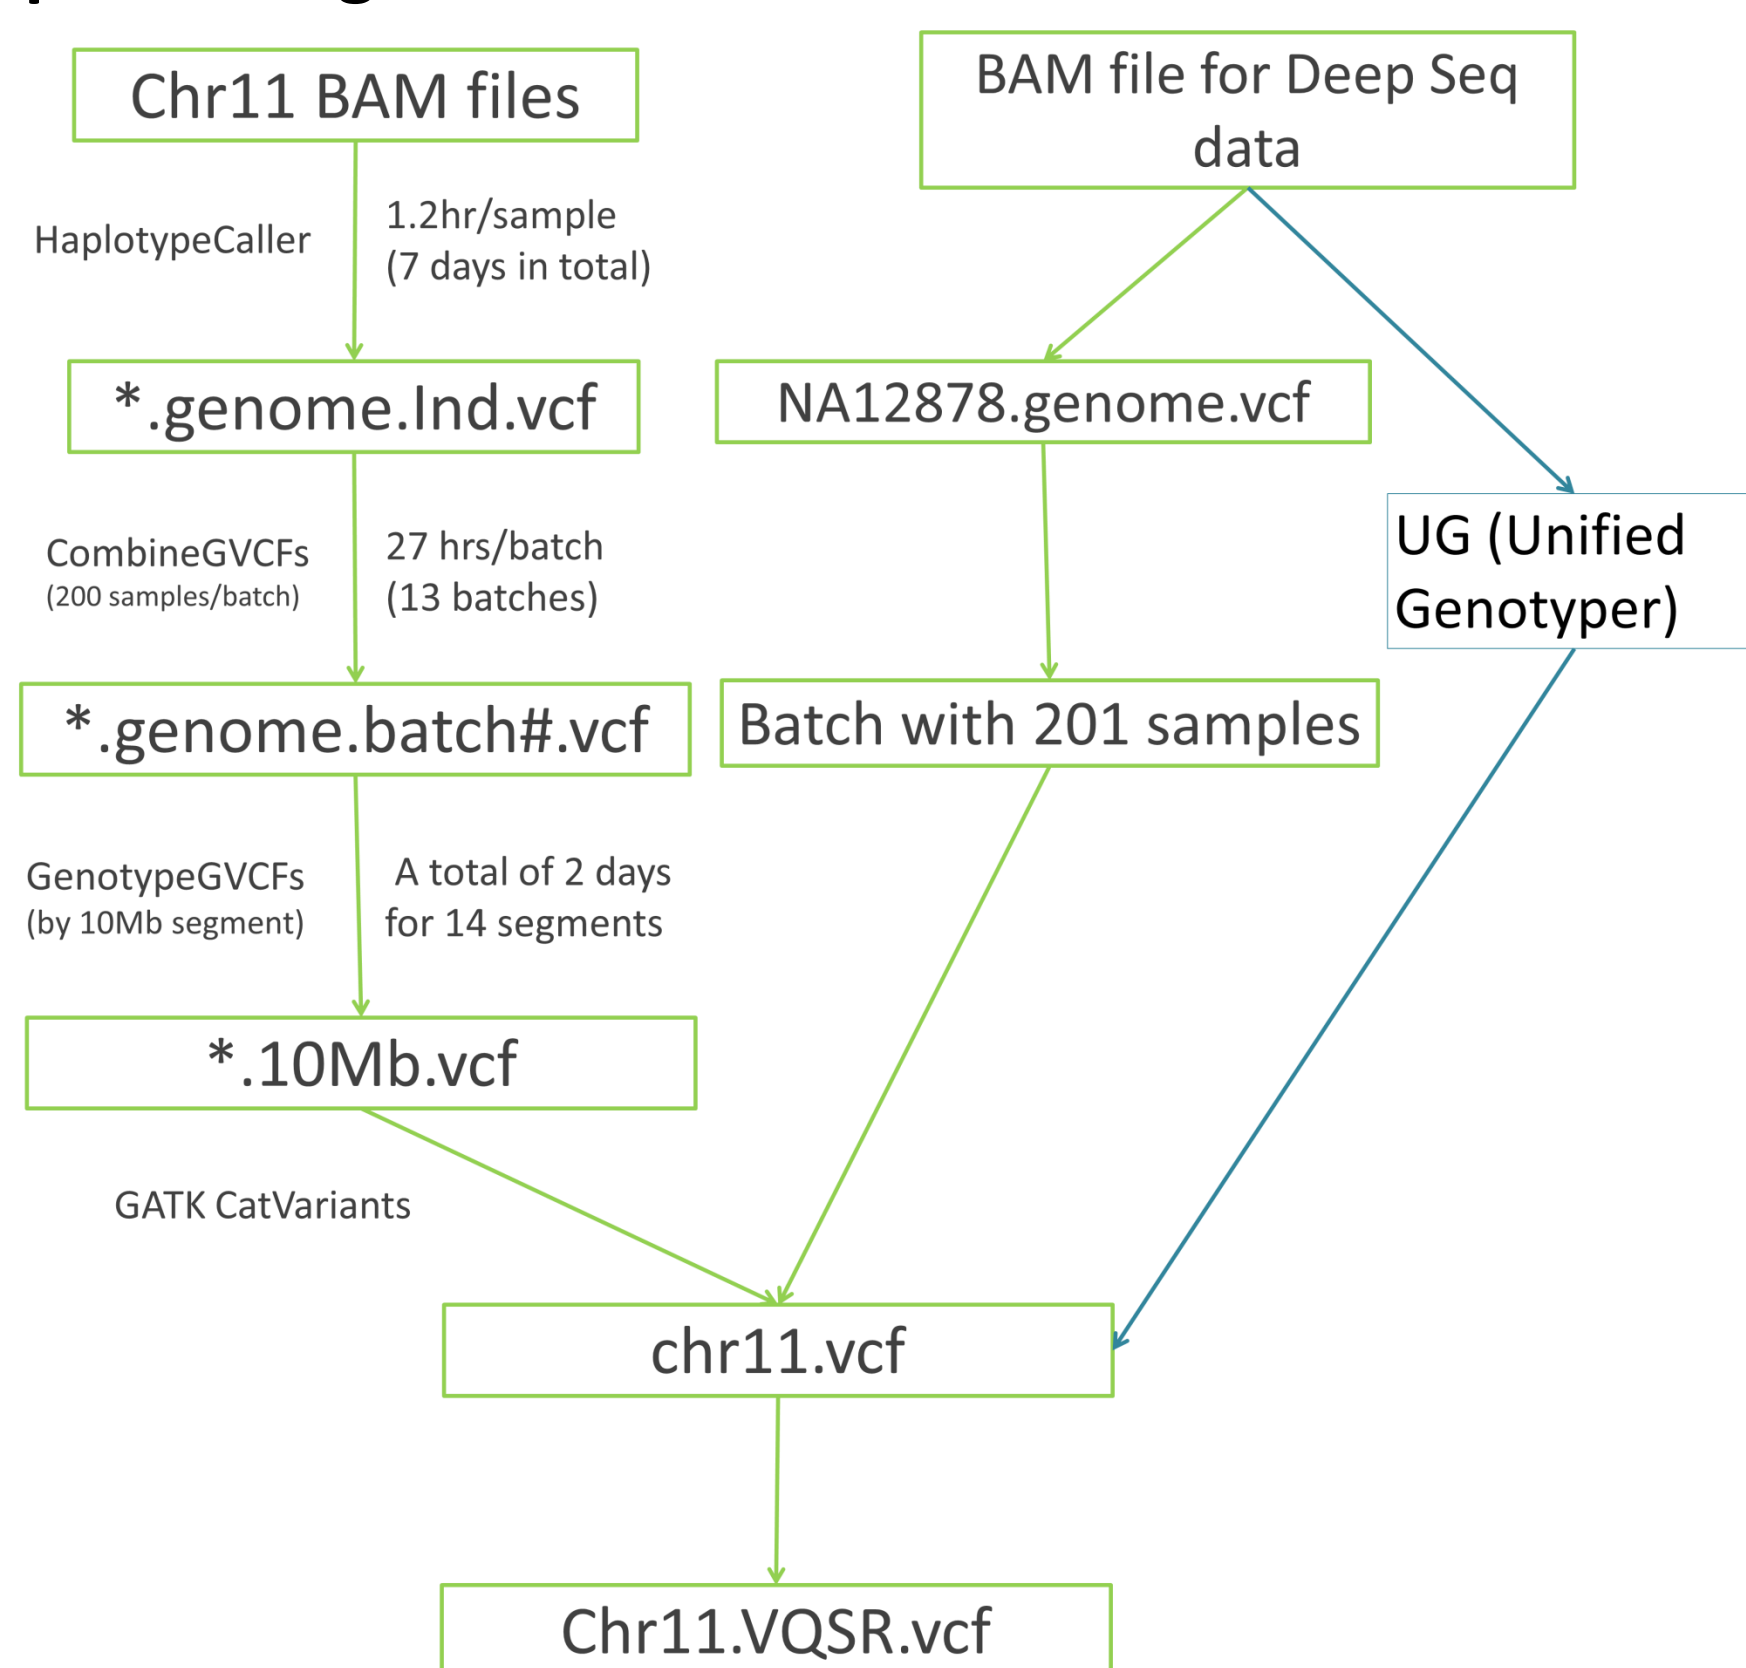 Chr11 BAM files
BAM file for Deep Seq
data
HaplotypeCaller
1.2hr/sample
(7 days in total)
*.genome.Ind.vcf
NA12878.genome.vcf
CombineGVCFs
(200 samples/batch)
27 hrs/batch
(13 batches)
UG (Unified
Genotyper)
*.genome.batch#.vcf
Batch with 201 samples
GenotypeGVCFs
(by 10Mb segment)
A total of 2 days
for 14 segments
*.10Mb.vcf
GATK CatVariants
chr11.vcf
Chr11.VQSR.vcf